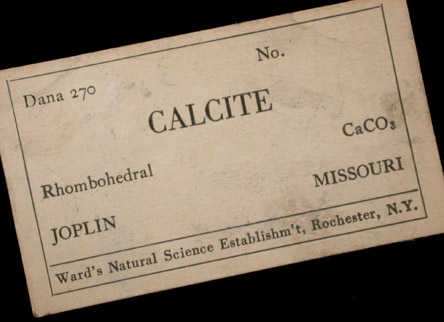 Dana 270 No.
CALCITE
CaCO₃
Rhombohedral
MISSOURI
JOPLIN
Ward's Natural Science Establishm't, Rochester, N.Y.